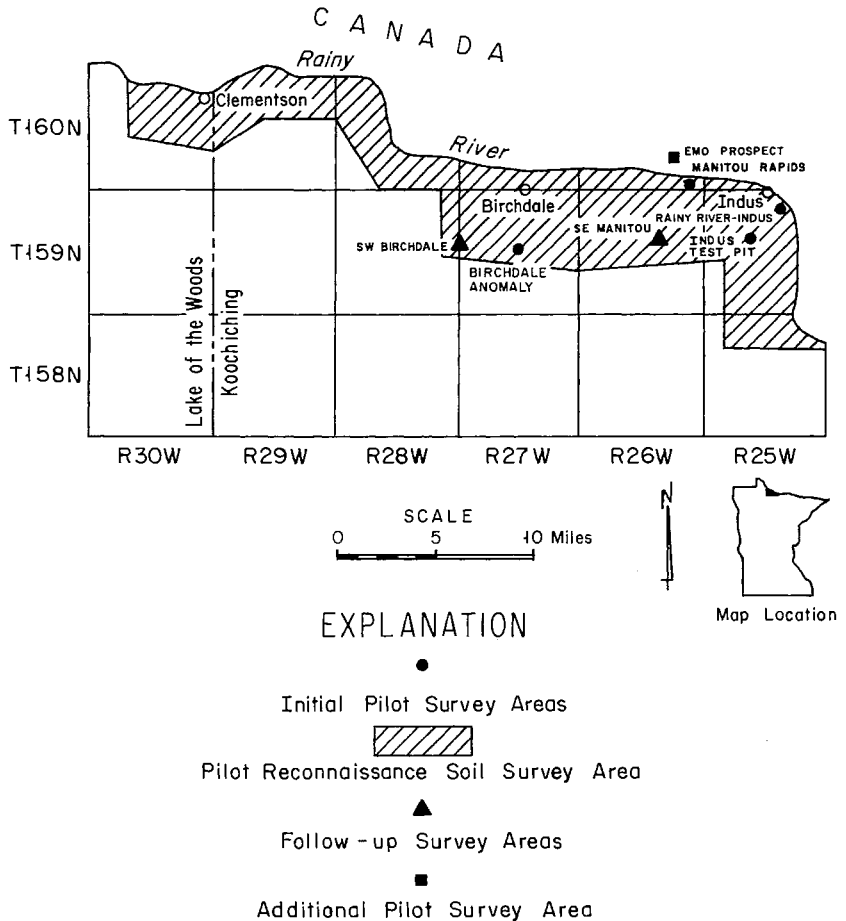 CANADA
Rainy
Clementson
T160N
River
EMO PROSPECT
MANITOU RAPIDS
Birchdale
Indus
RAINY RIVER-INDUS
SE MANITOU
SW BIRCHDALE
INDUS
TEST PIT
T159N
BIRCHDALE
ANOMALY
Lake of the Woods
Koochiching
T158N
R30W R29W R28W R27W R26W R25W
SCALE
0 5 10 Miles
N
Map Location
EXPLANATION
Initial Pilot Survey Areas
Pilot Reconnaissance Soil Survey Area
Follow-up Survey Areas
Additional Pilot Survey Area